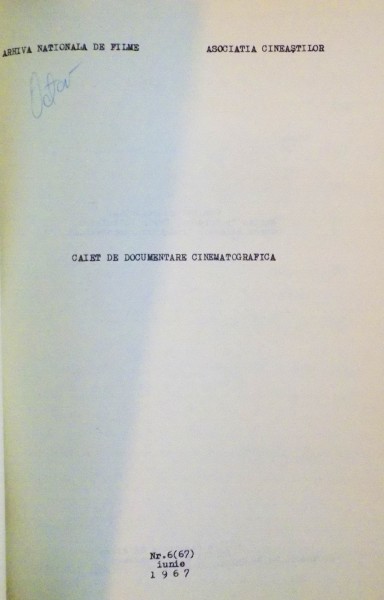 ARHIVA NATIONALA DE FILME ASOCIATIA CINEAȘTILOR
CAIET DE DOCUMENTARE CINEMATOGRAFICA
Nr.6(67)
iunie
1967